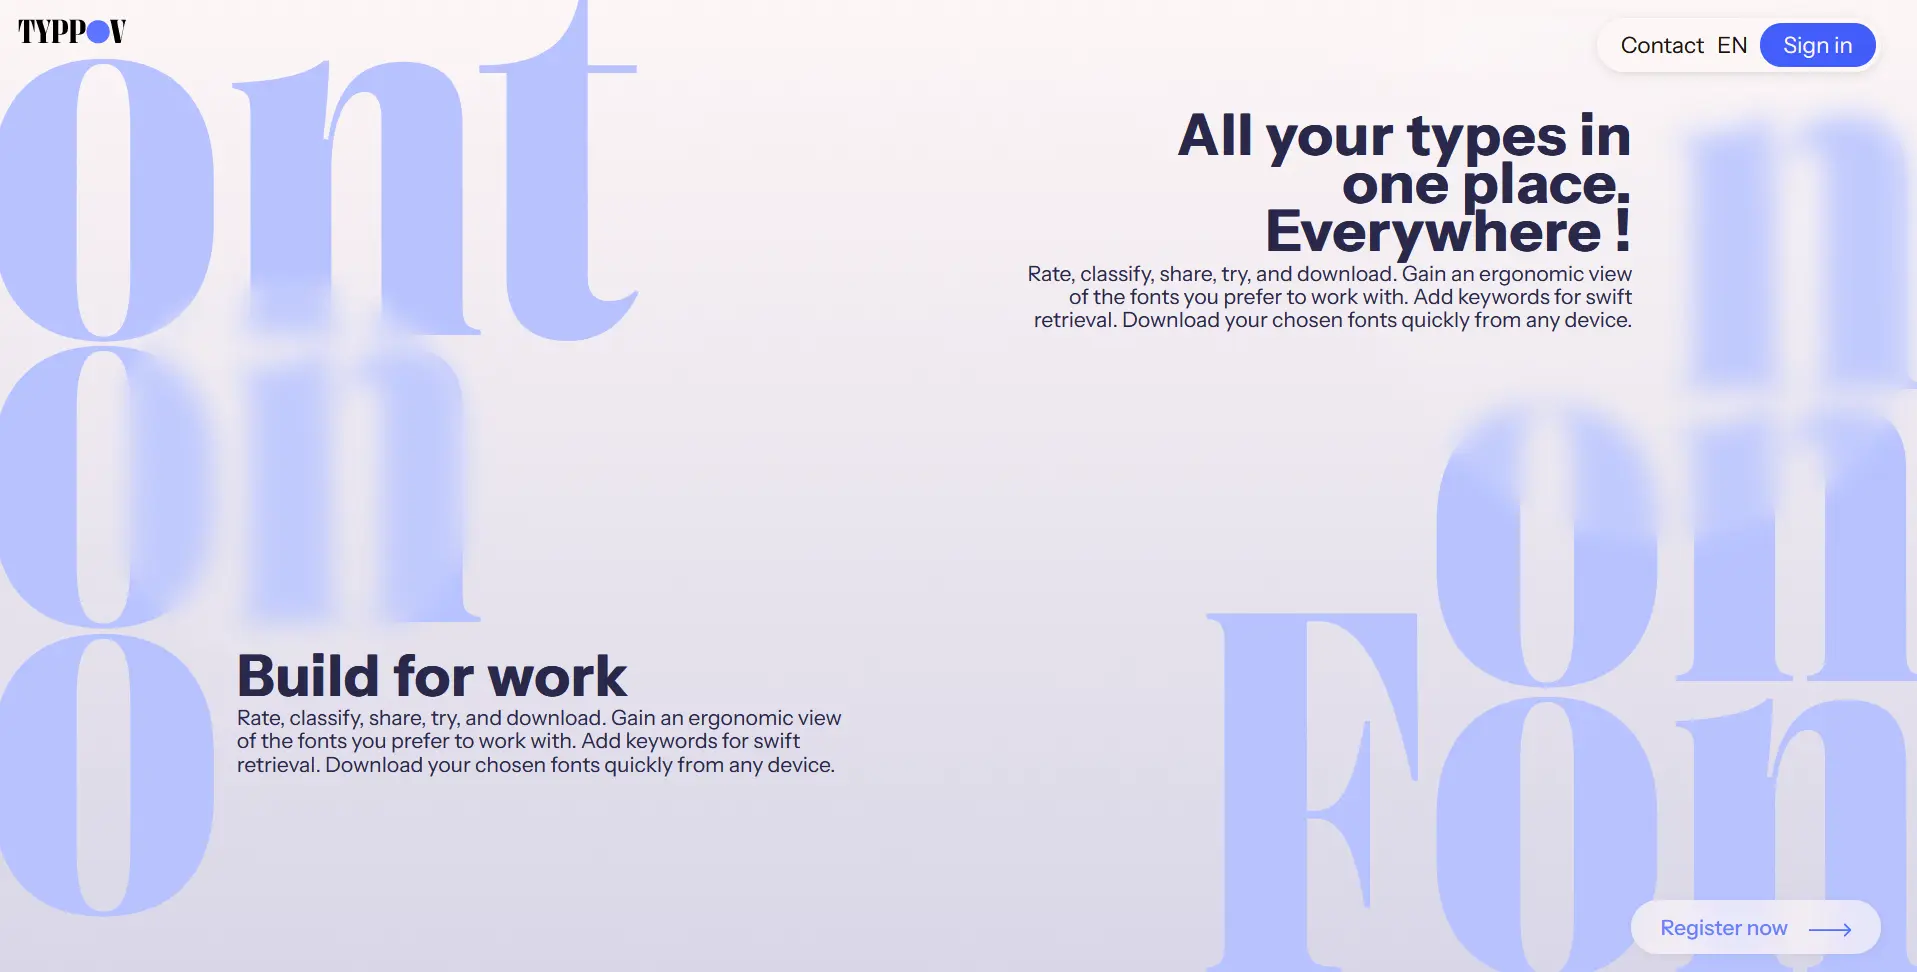 TYPPOV
Contact EN Sign in
ont
on
o
All your types in
one place.
Everywhere !
Rate, classify, share, try, and download. Gain an ergonomic view
of the fonts you prefer to work with. Add keywords for swift
retrieval. Download your chosen fonts quickly from any device.
n
on
Fon
Build for work
Rate, classify, share, try, and download. Gain an ergonomic view
of the fonts you prefer to work with. Add keywords for swift
retrieval. Download your chosen fonts quickly from any device.
Register now